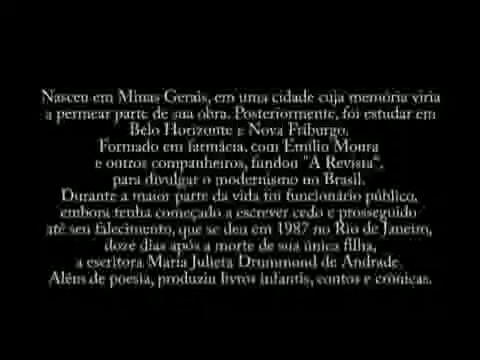 Nasceu em Minas Gerais, em uma cidade cuja memória viria
a permear parte de sua obra. Posteriormente, foi estudar em
Belo Horizonte e Nova Friburgo.
Formado em farmácia, com Emílio Moura
e outros companheiros, fundou "A Revista",
para divulgar o modernismo no Brasil.
Durante a maior parte da vida foi funcionário público,
embora tenha começado a escrever cedo e prosseguido
até seu falecimento, que se deu em 1987 no Rio de Janeiro,
doze dias após a morte de sua única filha,
a escritora Maria Julieta Drummond de Andrade.
Além de poesia, produziu livros infantis, contos e crônicas.